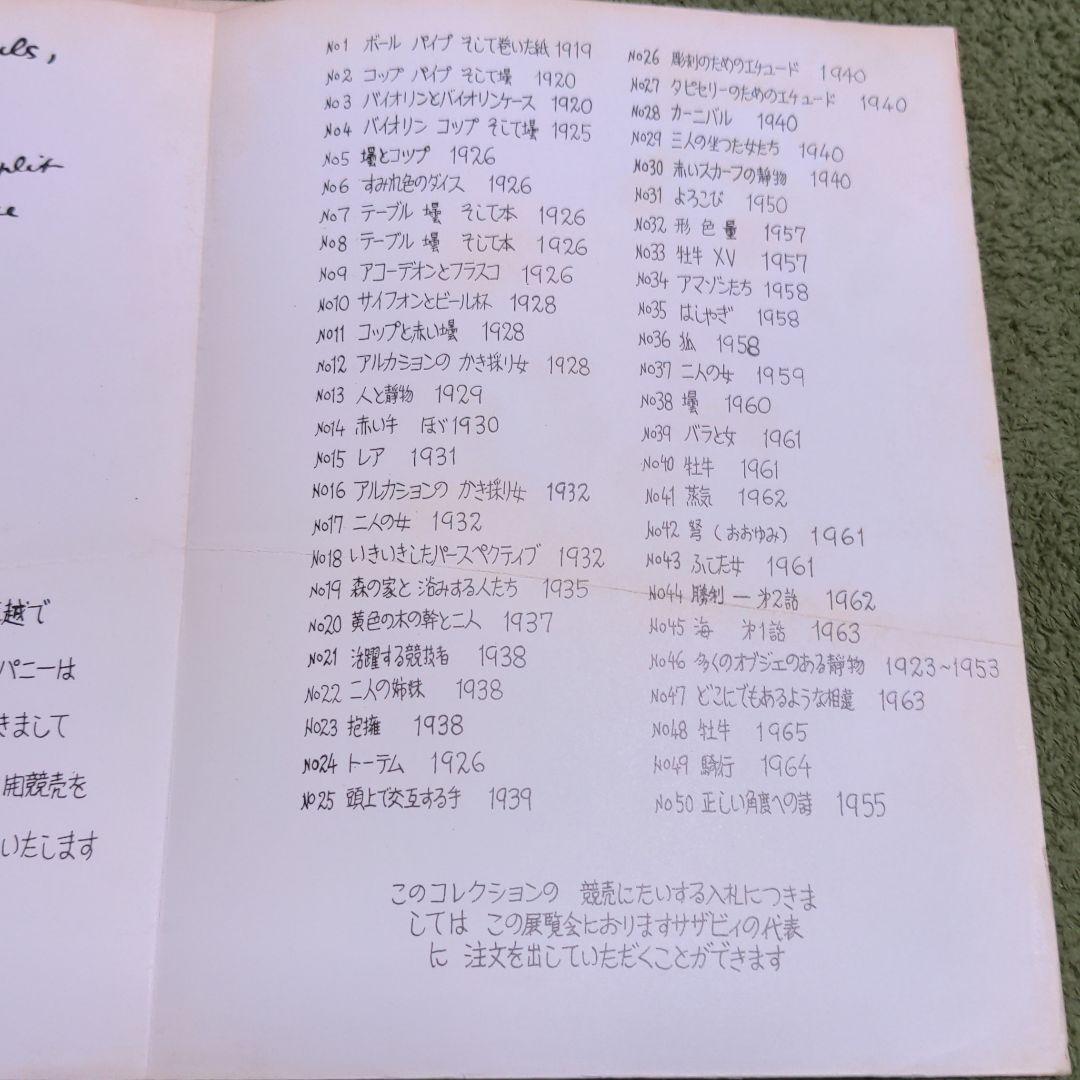 plit
越で
パニーは
きまして
用競売を
いたします
No1 ボール パイプ そして巻いた紙 1919
No2 コップ パイプ そして壜 1920
No3 バイオリンとバイオリンケース 1920
No4 バイオリン コップ そして壜 1925
No5 壜とコップ 1926
No6 すみれ色のダイス 1926
No7 テーブル 壜 そして本 1926
No8 テーブル 壜 そして本 1926
No9 アコーデオンとフラスコ 1926
No10 サイフオンとビール杯 1928
No11 コップと赤い壜 1928
No12 アルカションの かき採り女 1928
No13 人と靜物 1929
No14 赤い手 ほゞ1930
No15 レア 1931
No16 アルカションの かき採り女 1932
No17 二人の女 1932
No18 いきいきしたパースペクティブ 1932
No19 森の家と 浴みする人たち 1935
No20 黄色の木の幹と二人 1937
No21 活躍する競技者 1938
No22 二人の姉妹 1938
No23 抱擁 1938
No24 トーテム 1926
No25 頭上で交互する手 1939
No26 彫刻のためのエチュード 1940
No27 タピセリーのためのエチュード 1940
No28 カーニバル 1940
No29 三人の坐つた女たち 1940
No30 赤いスカーフの靜物 1940
No31 よろこび 1950
No32 形 色 量 1957
No33 牡牛 XV 1957
No34 アマゾンたち 1958
No35 はしやぎ 1958
No36 狐 1958
No37 二人の女 1959
No38 壜 1960
No39 バラと女 1961
No40 牡牛 1961
No41 蒸気 1962
No42 弩 (おおゆみ) 1961
No43 ふした女 1961
No44 勝利 ― 第2話 1962
No45 海 第1話 1963
No46 多くのオブジェのある靜物 1923~1953
No47 どこにでもあるような相違 1963
No48 牡牛 1965
No49 騎行 1964
No50 正しい角度への詩 1955
このコレクションの 競売にたいする入札につきま
しては この展覧会におりますサザビィの代表
に 注文を出していただくことができます